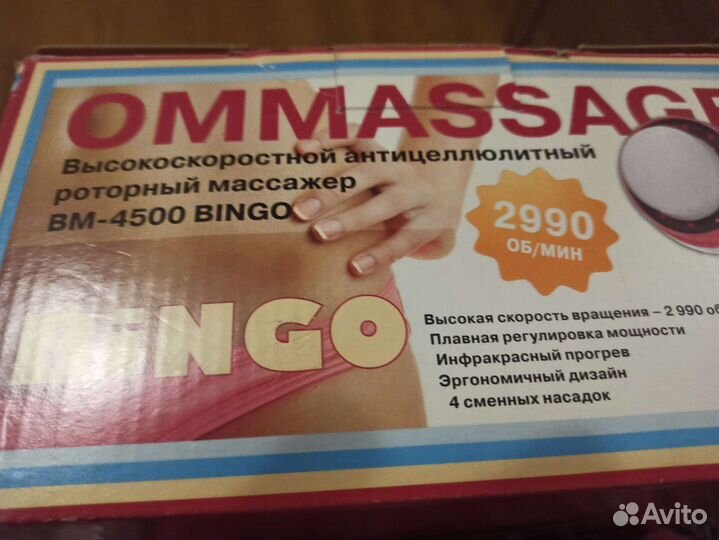 OMMASSAGE
Высокоскоростной антицеллюлитный
роторный массажер
BM-4500 BINGO
2990
ОБ/МИН
BINGO
Высокая скорость вращения – 2 990 об
Плавная регулировка мощности
Инфракрасный прогрев
Эргономичный дизайн
4 сменных насадок
Avito